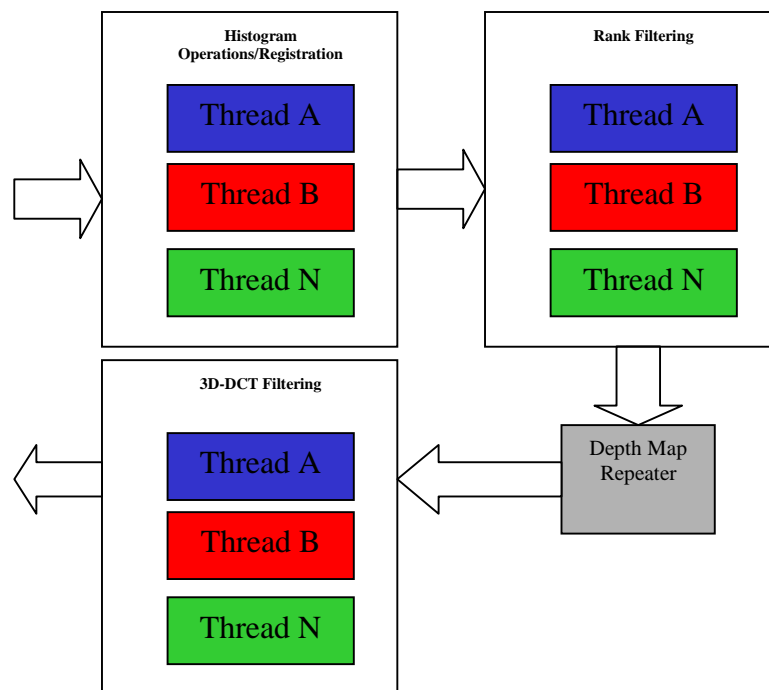 Histogram
Operations/Registration
Thread A
Thread B
Thread N
Rank Filtering
Thread A
Thread B
Thread N
Depth Map
Repeater
3D-DCT Filtering
Thread A
Thread B
Thread N